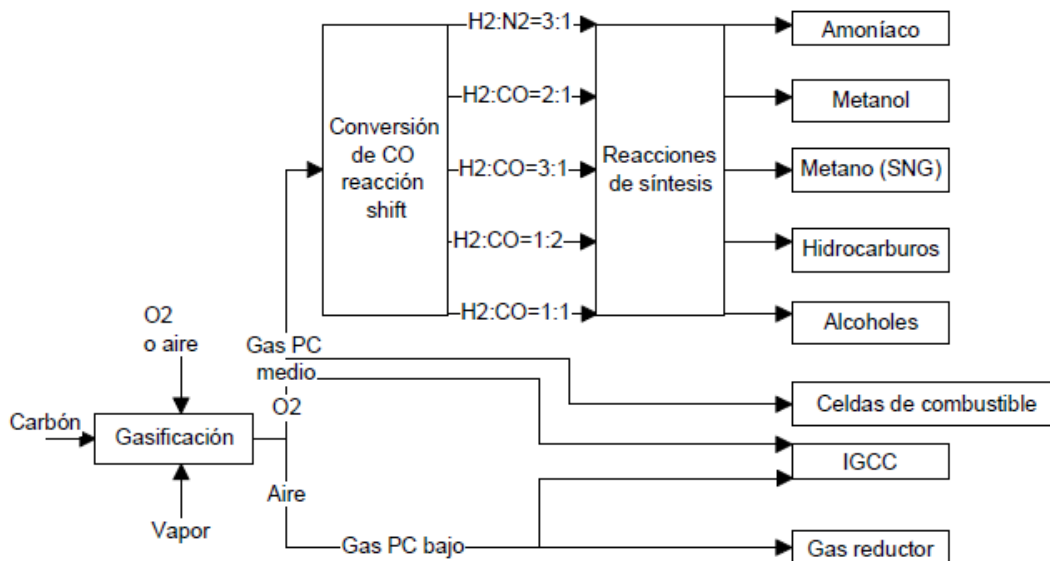 H2:N2=3:1
Amoníaco
H2:CO=2:1
Metanol
Conversión
de CO
reacción
shift
H2:CO=3:1
Reacciones
de síntesis
Metano (SNG)
H2:CO=1:2
Hidrocarburos
H2:CO=1:1
Alcoholes
O2
o aire
Gas PC
medio
O2
Celdas de combustible
Carbón
Gasificación
IGCC
Aire
Vapor
Gas PC bajo
Gas reductor